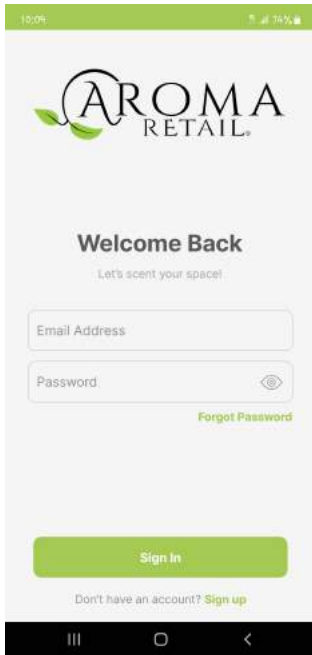 10:09 74%
AROMA
RETAIL®
Welcome Back
Let's scent your space!
Email Address
Password
Forgot Password
Sign In
Don't have an account? Sign up